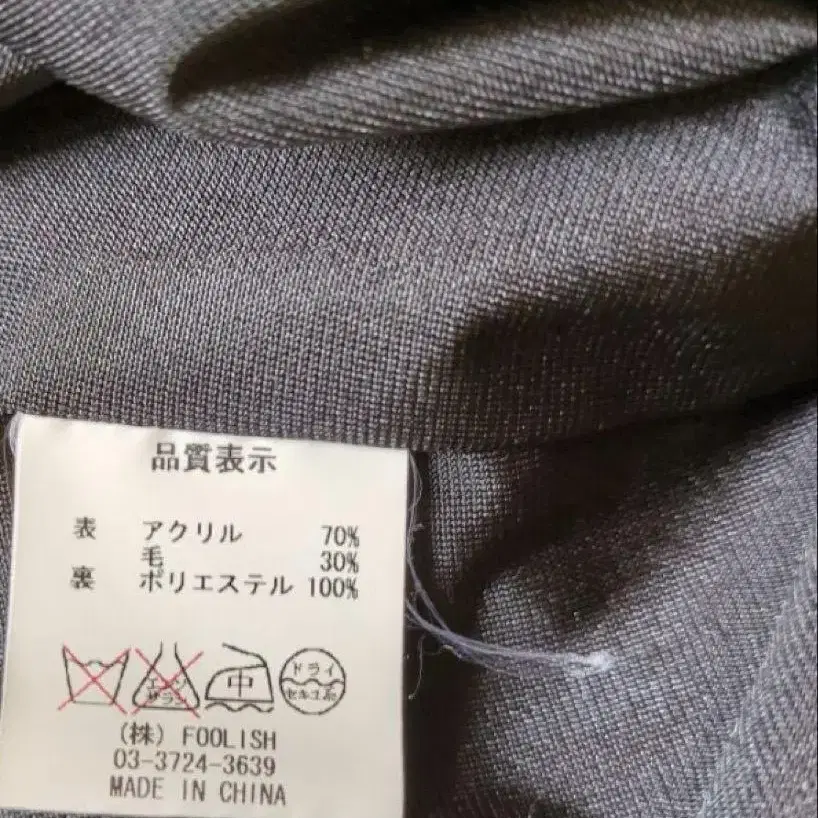 品質表示
表 アクリル 70%
毛 30%
裏 ポリエステル 100%
中 ドライ
セキユ系
(株) FOOLISH
03-3724-3639
MADE IN CHINA